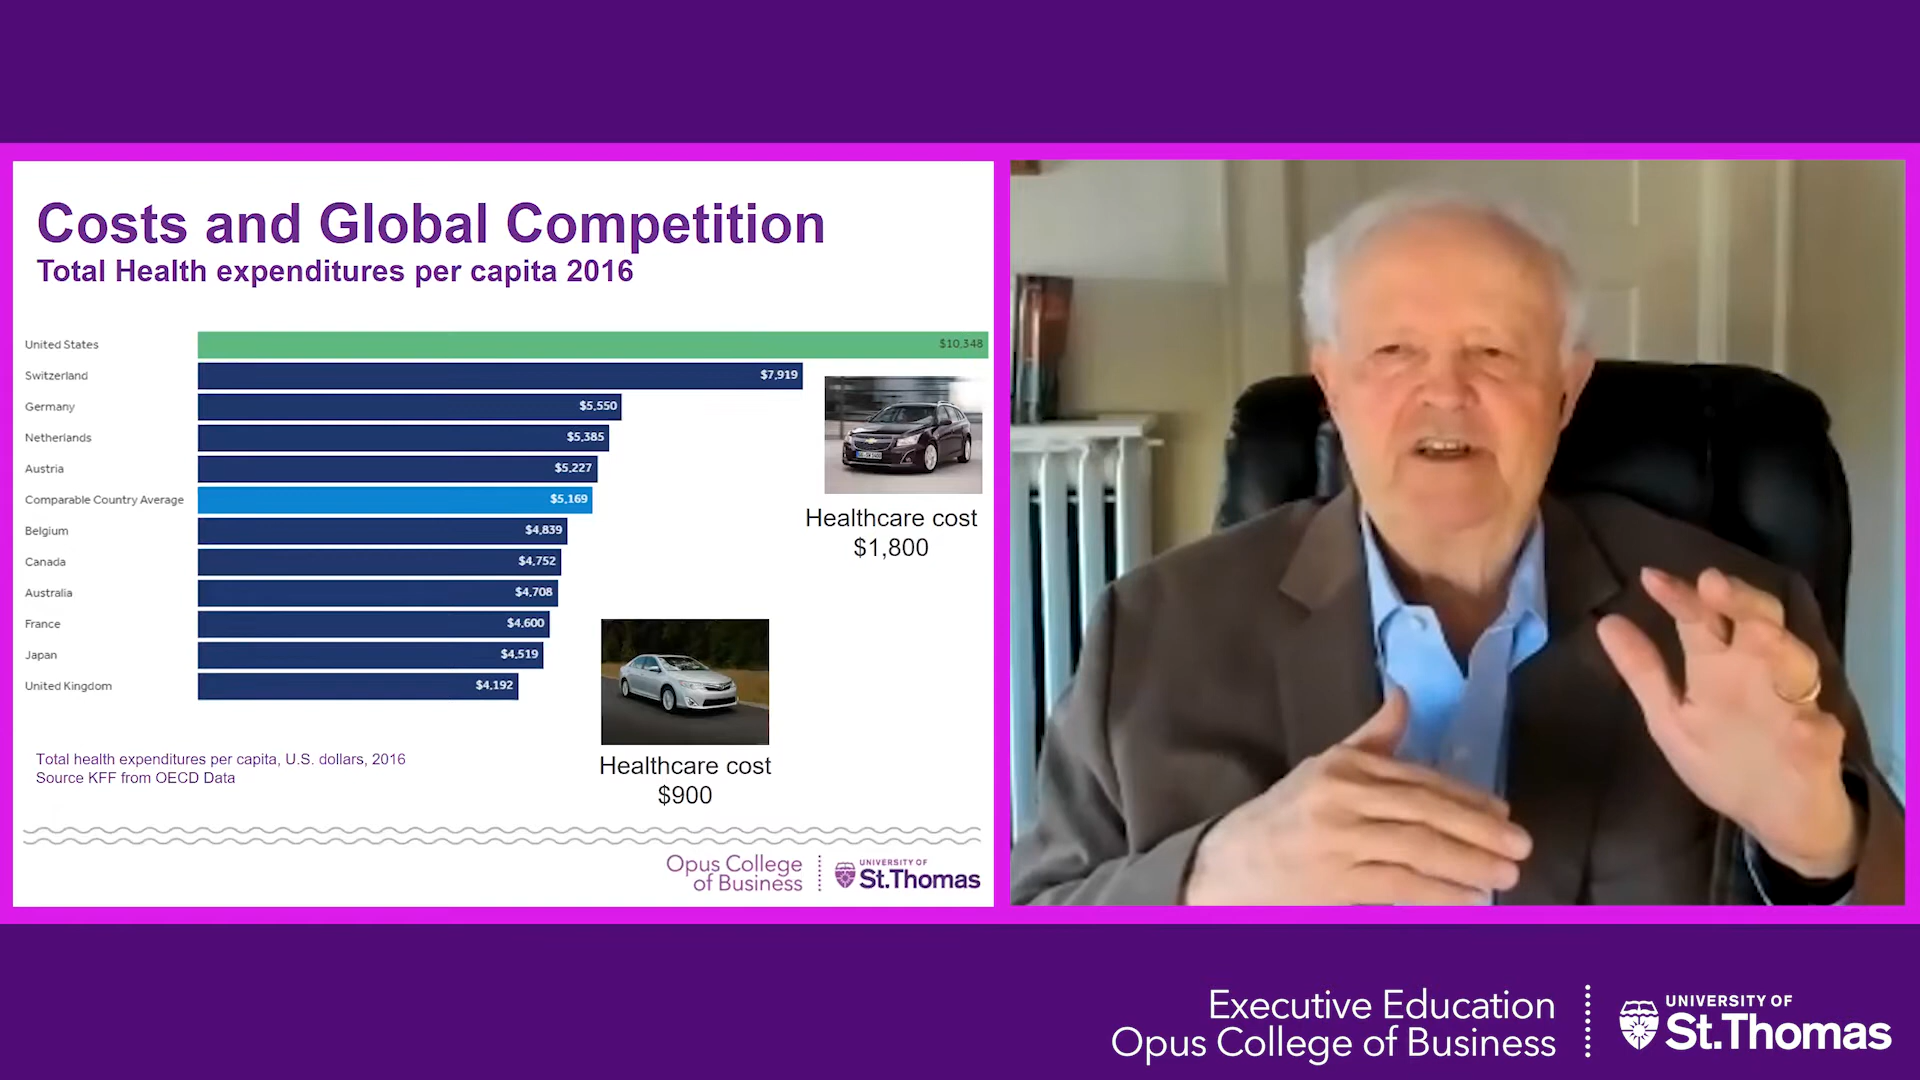 Costs and Global Competition
Total Health expenditures per capita 2016
United States $10,348
Switzerland $7,919
Germany $5,550
Netherlands $5,385
Austria $5,227
Comparable Country Average $5,169
Belgium $4,839
Canada $4,752
Australia $4,708
France $4,600
Japan $4,519
United Kingdom $4,192
Healthcare cost
$1,800
Healthcare cost
$900
Total health expenditures per capita, U.S. dollars, 2016
Source KFF from OECD Data
Opus College
of Business
UNIVERSITY OF
St.Thomas
Executive Education
Opus College of Business
UNIVERSITY OF
St.Thomas